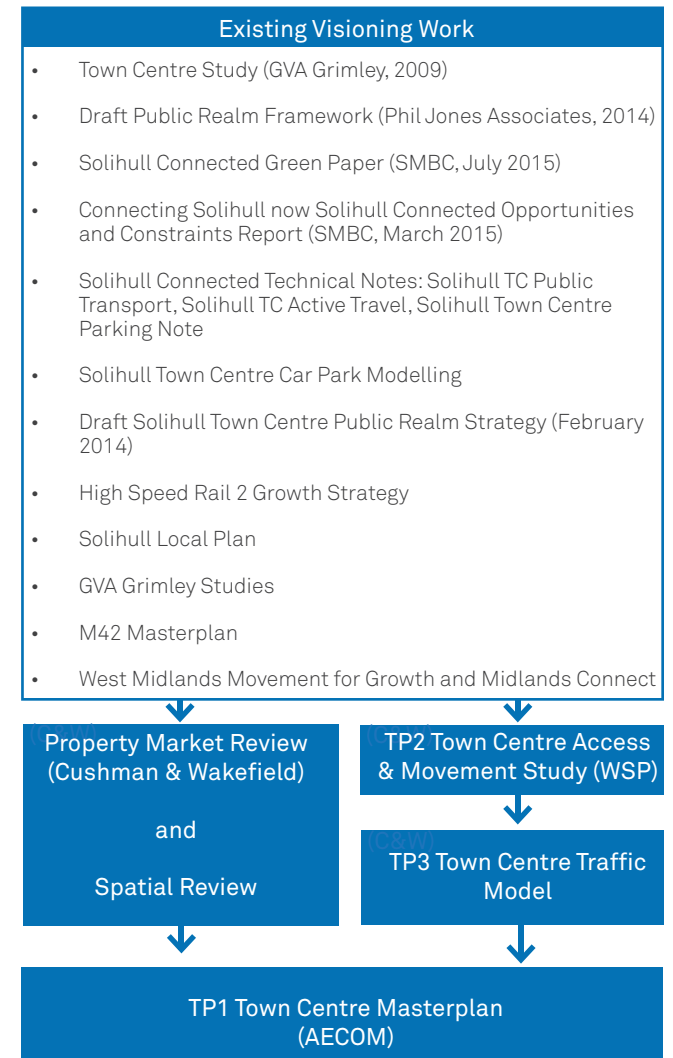 Existing Visioning Work
• Town Centre Study (GVA Grimley, 2009)
• Draft Public Realm Framework (Phil Jones Associates, 2014)
• Solihull Connected Green Paper (SMBC, July 2015)
• Connecting Solihull now Solihull Connected Opportunities
and Constraints Report (SMBC, March 2015)
• Solihull Connected Technical Notes: Solihull TC Public
Transport, Solihull TC Active Travel, Solihull Town Centre
Parking Note
• Solihull Town Centre Car Park Modelling
• Draft Solihull Town Centre Public Realm Strategy (February
2014)
• High Speed Rail 2 Growth Strategy
• Solihull Local Plan
• GVA Grimley Studies
• M42 Masterplan
• West Midlands Movement for Growth and Midlands Connect
(C&W)
Property Market Review
(Cushman & Wakefield)
and
Spatial Review
(C&W)
TP2 Town Centre Access
& Movement Study (WSP)
(C&W)
TP3 Town Centre Traffic
Model
TP1 Town Centre Masterplan
(AECOM)